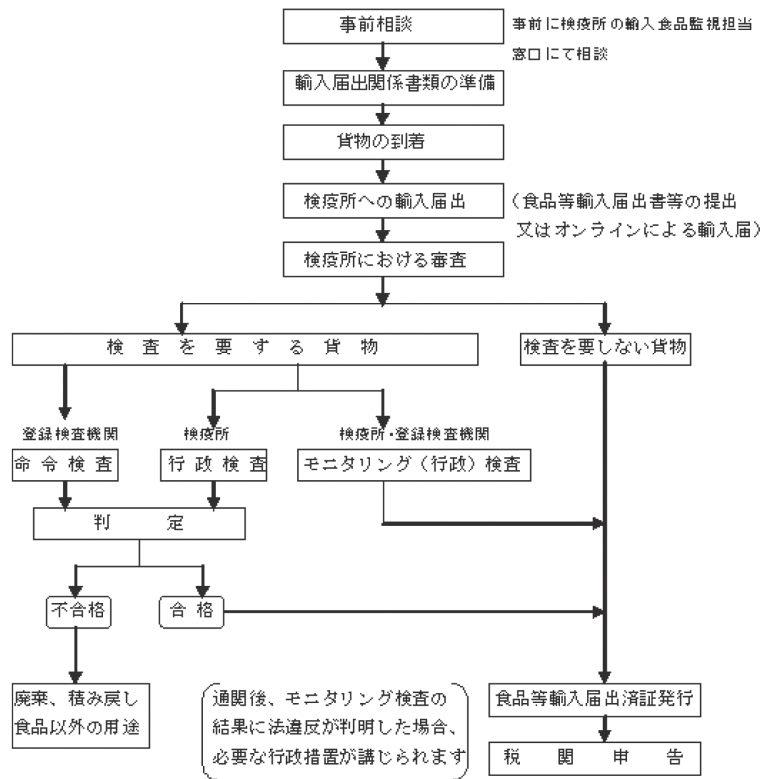 事前相談
事前に検疫所の輸入食品監視担当
窓口にて相談
輸入届出関係書類の準備
貨物の到着
検疫所への輸入届出
（食品等輸入届出書等の提出
又はオンラインによる輸入届）
検疫所における審査
検査を要する貨物
検査を要しない貨物
登録検査機関
検疫所
検疫所・登録検査機関
命令検査
行政検査
モニタリング（行政）検査
判定
不合格
合格
廃棄、積み戻し
食品以外の用途
通関後、モニタリング検査の
結果に法違反が判明した場合、
必要な行政措置が講じられます
食品等輸入届出済証発行
税関申告